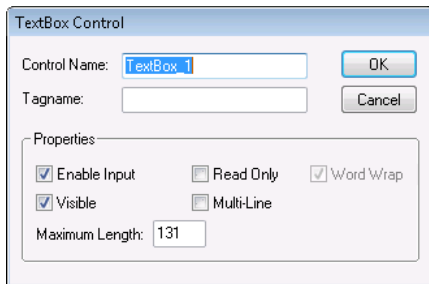 TextBox Control
Control Name: TextBox_1 OK
Tagname: Cancel
Properties
Enable Input Read Only Word Wrap
Visible Multi-Line
Maximum Length: 131